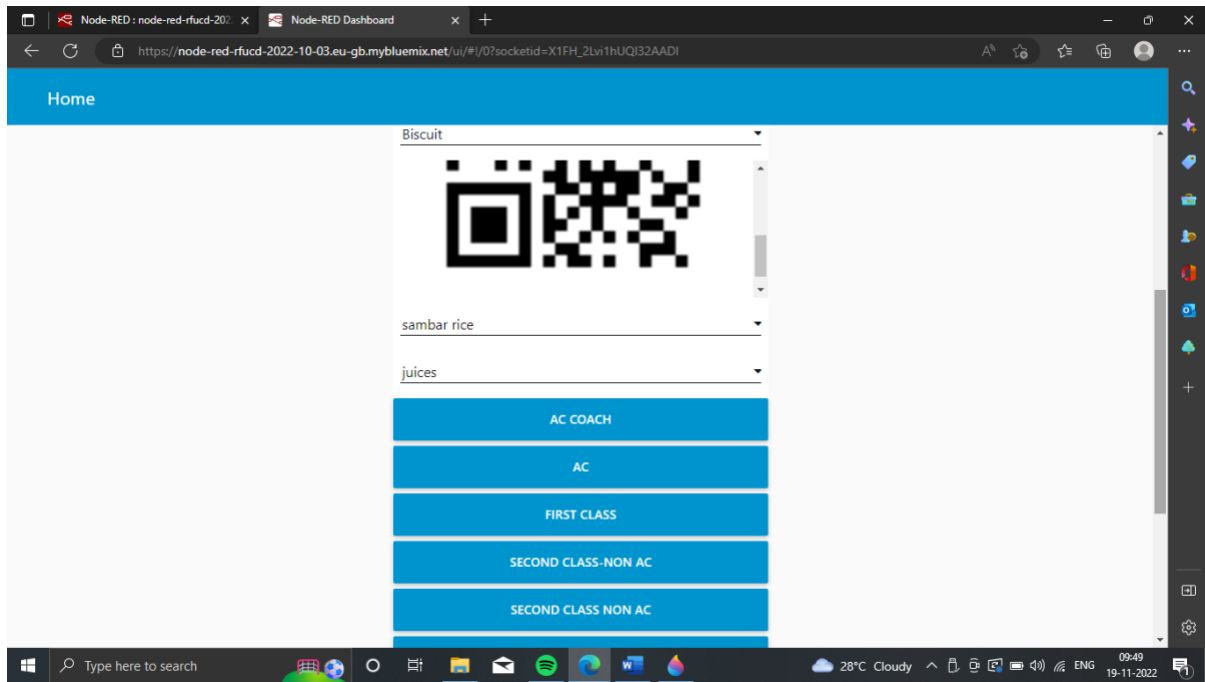 Node-RED : node-red-rfucd-202
Node-RED Dashboard
https://node-red-rfucd-2022-10-03.eu-gb.mybluemix.net/ui/#!/0?socketid=X1FH_2Lvi1hUQI32AADI
Home
Biscuit
sambar rice
juices
AC COACH
AC
FIRST CLASS
SECOND CLASS-NON AC
SECOND CLASS NON AC
Type here to search
28°C Cloudy
ENG
09:49
19-11-2022